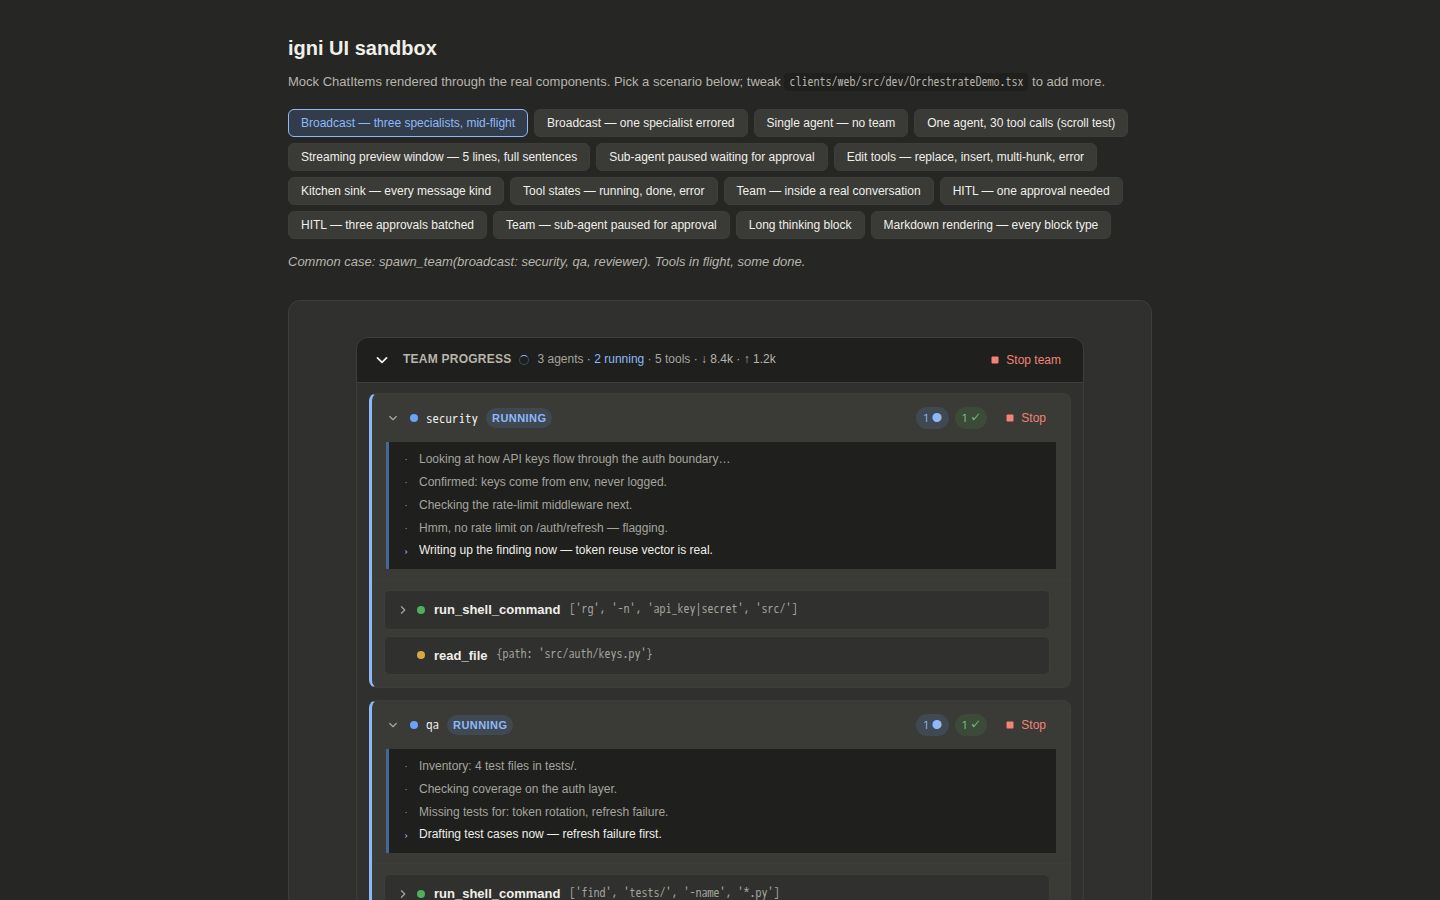 igni UI sandbox
Mock ChatItems rendered through the real components. Pick a scenario below; tweak clients/web/src/dev/OrchestrateDemo.tsx to add more.
Broadcast — three specialists, mid-flight
Broadcast — one specialist errored
Single agent — no team
One agent, 30 tool calls (scroll test)
Streaming preview window — 5 lines, full sentences
Sub-agent paused waiting for approval
Edit tools — replace, insert, multi-hunk, error
Kitchen sink — every message kind
Tool states — running, done, error
Team — inside a real conversation
HITL — one approval needed
HITL — three approvals batched
Team — sub-agent paused for approval
Long thinking block
Markdown rendering — every block type
Common case: spawn_team(broadcast: security, qa, reviewer). Tools in flight, some done.
TEAM PROGRESS 3 agents · 2 running · 5 tools · ↓ 8.4k · ↑ 1.2k
Stop team
security RUNNING 1 ● 1 ✓ Stop
· Looking at how API keys flow through the auth boundary…
· Confirmed: keys come from env, never logged.
· Checking the rate-limit middleware next.
· Hmm, no rate limit on /auth/refresh — flagging.
› Writing up the finding now — token reuse vector is real.
run_shell_command ['rg', '-n', 'api_key|secret', 'src/']
read_file {path: 'src/auth/keys.py'}
qa RUNNING 1 ● 1 ✓ Stop
· Inventory: 4 test files in tests/.
· Checking coverage on the auth layer.
· Missing tests for: token rotation, refresh failure.
› Drafting test cases now — refresh failure first.
run_shell_command ['find', 'tests/', '-name', '*.py']